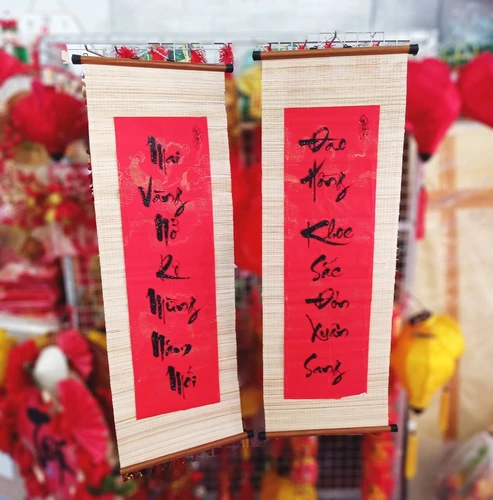 Mai
Vàng
Nở
Rộ
Mừng
Năm
Mới
Đào
Hồng
Khoe
Sắc
Đón
Xuân
Sang